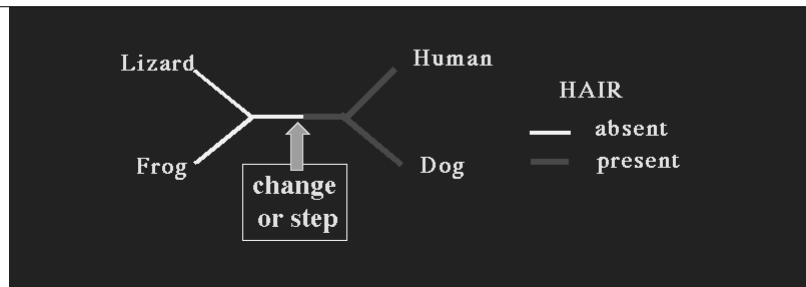 Lizard
Human
HAIR
absent
present
Frog
Dog
change
or step